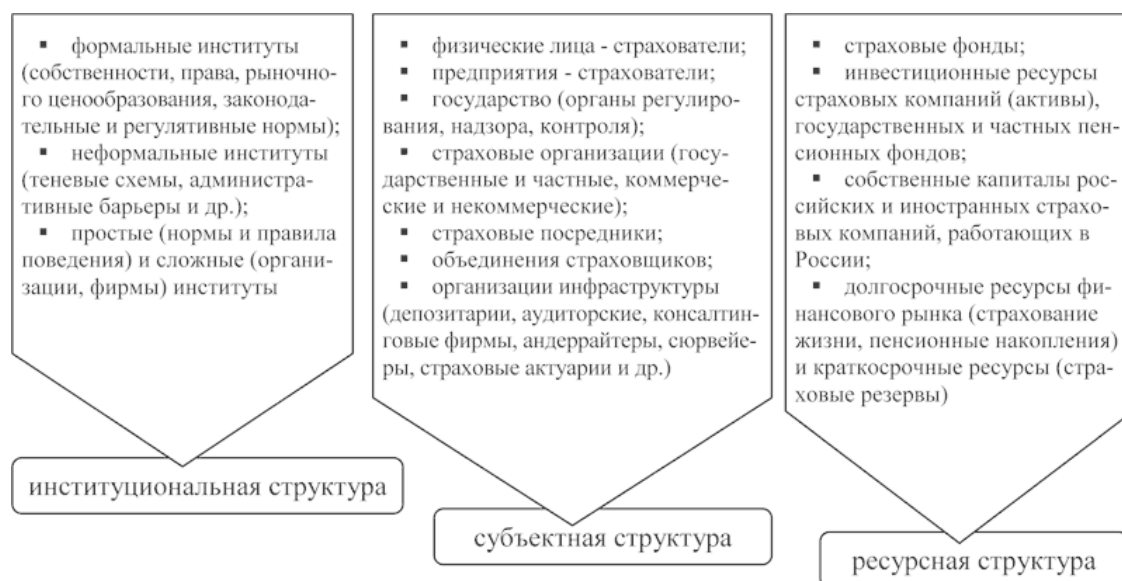 ▪ формальные институты
(собственности, права, рыночно-
го ценообразования, законода-
тельные и регулятивные нормы);
▪ неформальные институты
(теневые схемы, администра-
тивные барьеры и др.);
▪ простые (нормы и правила
поведения) и сложные (органи-
зации, фирмы) институты
институциональная структура
▪ физические лица - страхователи;
▪ предприятия - страхователи;
▪ государство (органы регулиро-
вания, надзора, контроля);
▪ страховые организации (госу-
дарственные и частные, коммерче-
ские и некоммерческие);
▪ страховые посредники;
▪ объединения страховщиков;
▪ организации инфраструктуры
(депозитарии, аудиторские, консалтин-
говые фирмы, андеррайтеры, сюрвейе-
ры, страховые актуарии и др.)
субъектная структура
▪ страховые фонды;
▪ инвестиционные ресурсы
страховых компаний (активы),
государственных и частных пен-
сионных фондов;
▪ собственные капиталы рос-
сийских и иностранных страхо-
вых компаний, работающих в
России;
▪ долгосрочные ресурсы фи-
нансового рынка (страхование
жизни, пенсионные накопления)
и краткосрочные ресурсы (стра-
ховые резервы)
ресурсная структура